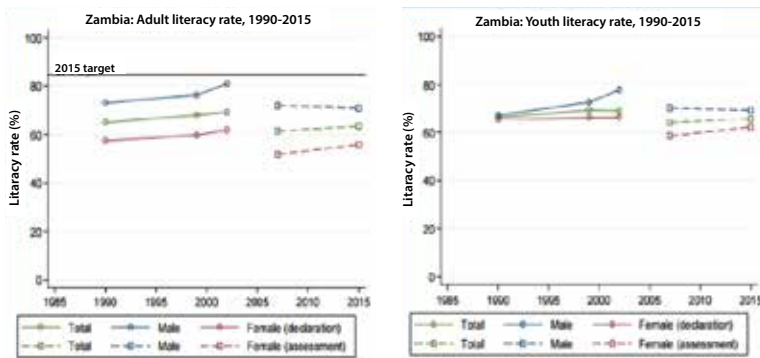 Zambia: Adult literacy rate, 1990-2015
Litaracy rate (%)
100
80
60
40
20
0
2015 target
1985 1990 1995 2000 2005 2010 2015
Total Male Female (declaration)
Total Male Female (assessment)
Zambia: Youth literacy rate, 1990-2015
Litaracy rate (%)
100
80
60
40
20
0
1985 1990 1995 2000 2005 2010 2015
Total Male Female (declaration)
Total Male Female (assessment)